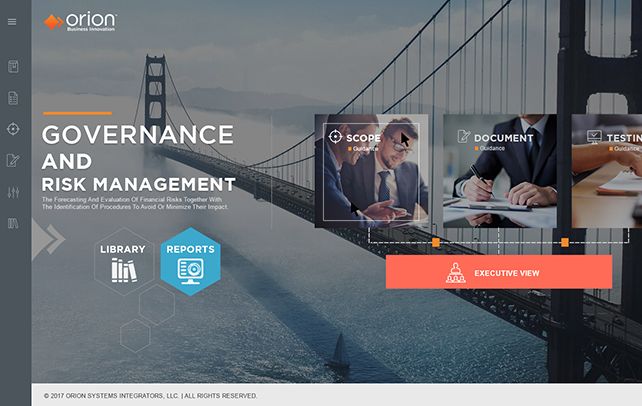 orion
Business Innovation
GOVERNANCE
AND
RISK MANAGEMENT
The Forecasting And Evaluation Of Financial Risks Together With
The Identification Of Procedures To Avoid Or Minimize Their Impact.
LIBRARY
REPORTS
SCOPE
Guidance
DOCUMENT
Guidance
TESTIN
Guidance
EXECUTIVE VIEW
© 2017 ORION SYSTEMS INTEGRATORS, LLC. | ALL RIGHTS RESERVED.